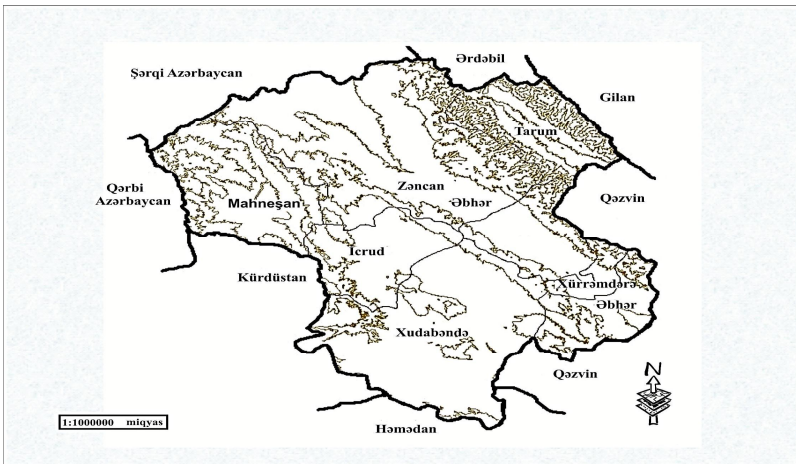 Ərdəbil
Şərqi Azərbaycan
Gilan
Tarum
Zəncan
Qərbi
Azərbaycan
Mahneşan
Əbhər
Qəzvin
Icrud
Kürdüstan
Xürrəmdərə
Əbhər
Xudabəndə
Qəzvin
N
1:1000000 miqyas
Həmədan